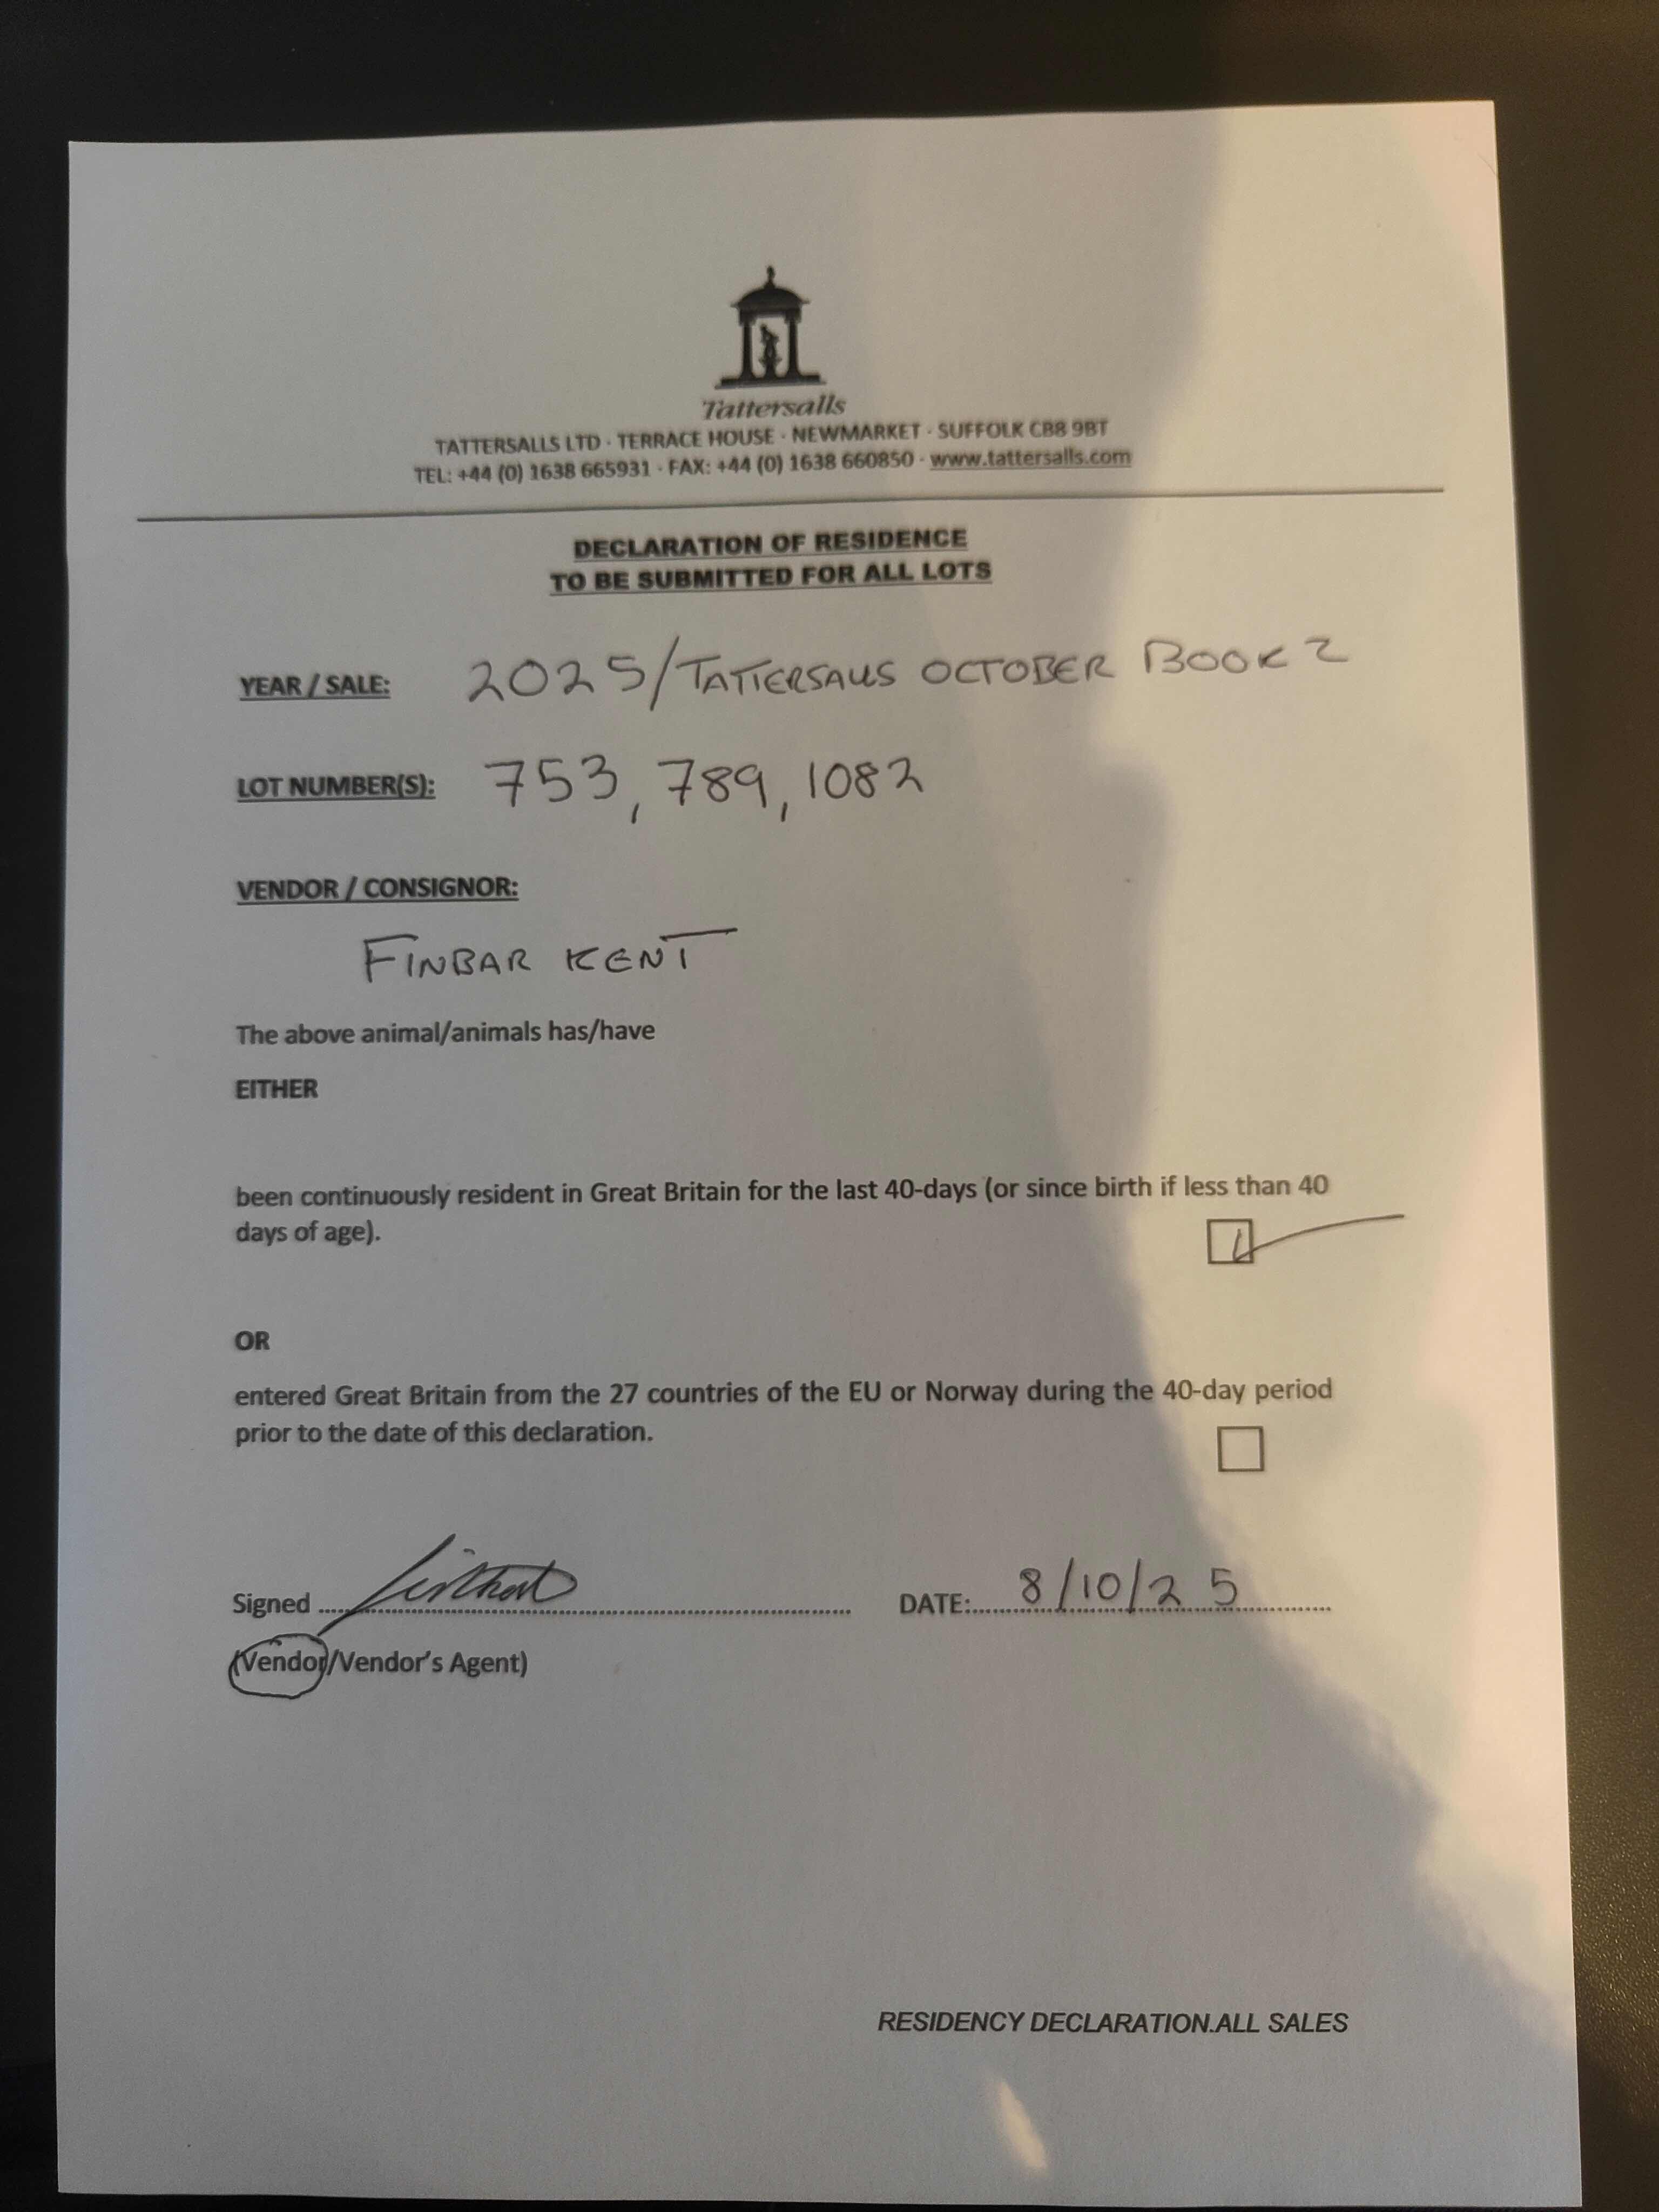 Tattersalls
TATTERSALLS LTD · TERRACE HOUSE · NEWMARKET · SUFFOLK CB8 9BT
TEL: +44 (0) 1638 665931 · FAX: +44 (0) 1638 660850 · www.tattersalls.com
DECLARATION OF RESIDENCE
TO BE SUBMITTED FOR ALL LOTS
YEAR / SALE: 2025/TATTERSALLS OCTOBER BOOK 2
LOT NUMBER(S): 753, 789, 1082
VENDOR / CONSIGNOR:
FINBAR KENT
The above animal/animals has/have
EITHER
been continuously resident in Great Britain for the last 40-days (or since birth if less than 40
days of age).
OR
entered Great Britain from the 27 countries of the EU or Norway during the 40-day period
prior to the date of this declaration.
Signed DATE: 8/10/25
(Vendor/Vendor's Agent)
RESIDENCY DECLARATION.ALL SALES